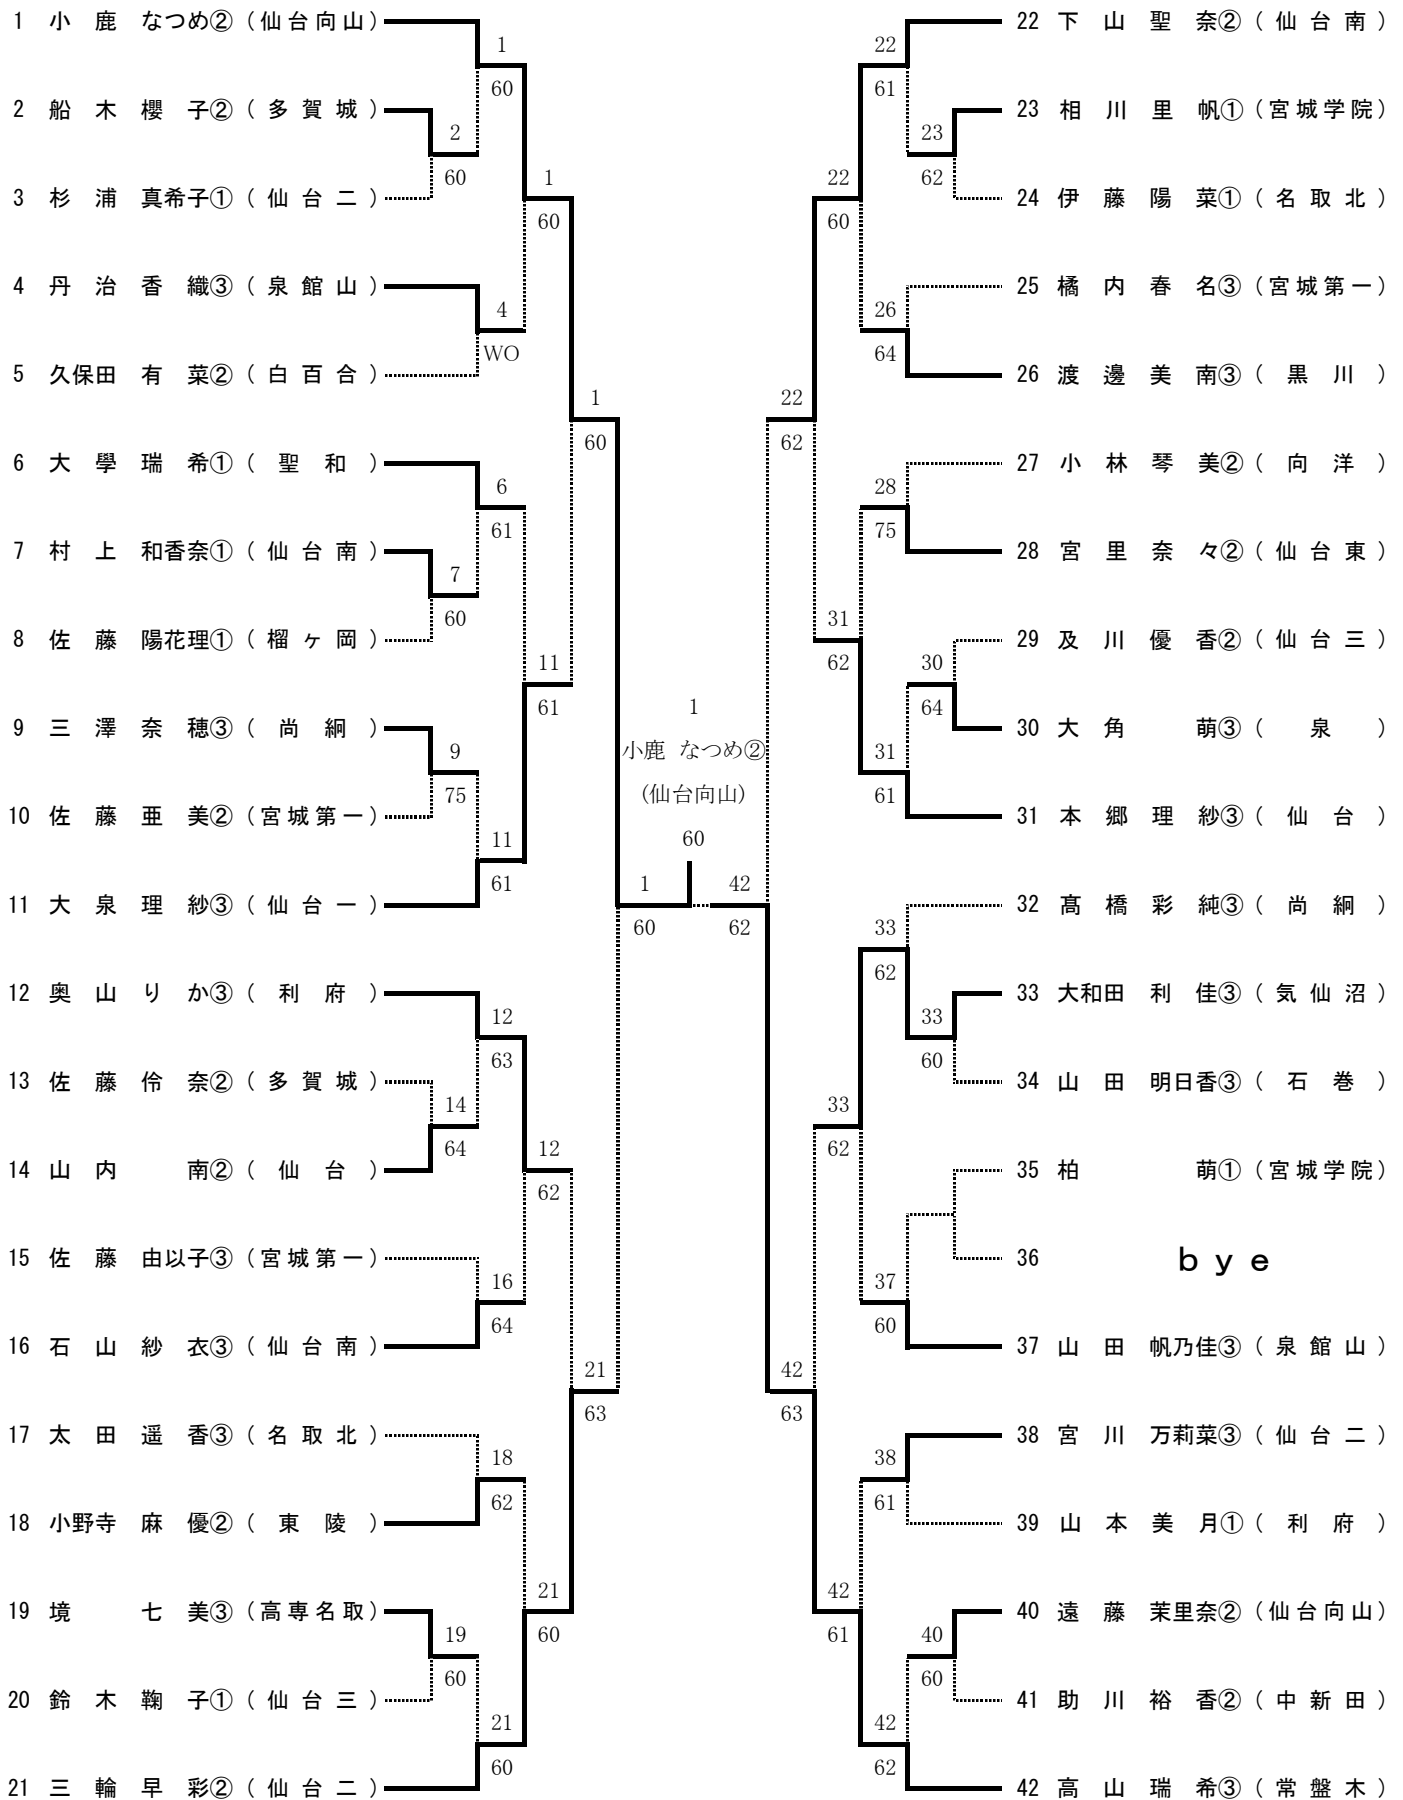 1 小 鹿 なつめ② (仙台向山)
2 船 木 櫻 子② ( 多 賀 城 )
3 杉 浦 真希子① ( 仙 台 二 )
4 丹 治 香 織③ ( 泉 館 山 )
5 久保田 有 菜② ( 白 百 合 )
6 大 學 瑞 希① ( 聖 和 )
7 村 上 和香奈① ( 仙 台 南 )
8 佐 藤 陽花理① ( 榴 ヶ 岡 )
9 三 澤 奈 穂③ ( 尚 絅 )
10 佐 藤 亜 美② (宮城第一)
11 大 泉 理 紗③ ( 仙 台 一 )
12 奥 山 り か③ ( 利 府 )
13 佐 藤 伶 奈② ( 多 賀 城 )
14 山 内 南② ( 仙 台 )
15 佐 藤 由以子③ (宮城第一)
16 石 山 紗 衣③ ( 仙 台 南 )
17 太 田 遥 香③ ( 名 取 北 )
18 小野寺 麻 優② ( 東 陵 )
19 境 七 美③ (高専名取)
20 鈴 木 鞠 子① ( 仙 台 三 )
21 三 輪 早 彩② ( 仙 台 二 )
2
60
7
60
9
75
14
64
19
60
1
60
4
WO
6
61
11
61
12
63
16
64
18
62
21
60
1
60
11
61
12
62
21
60
1
60
21
63
1
60
1
小鹿 なつめ②
(仙台向山)
60
42
62
22
62
42
63
22
60
31
62
33
62
42
61
22
61
26
64
28
75
31
61
33
62
37
60
38
61
42
62
23
62
30
64
33
60
40
60
22 下 山 聖 奈② ( 仙 台 南 )
23 相 川 里 帆① (宮城学院)
24 伊 藤 陽 菜① ( 名 取 北 )
25 橘 内 春 名③ (宮城第一)
26 渡 邊 美 南③ ( 黒 川 )
27 小 林 琴 美② ( 向 洋 )
28 宮 里 奈 々② ( 仙 台 東 )
29 及 川 優 香② ( 仙 台 三 )
30 大 角 萌③ ( 泉 )
31 本 郷 理 紗③ ( 仙 台 )
32 髙 橋 彩 純③ ( 尚 絅 )
33 大和田 利 佳③ ( 気 仙 沼 )
34 山 田 明日香③ ( 石 巻 )
35 柏 萌① (宮城学院)
36 ｂｙｅ
37 山 田 帆乃佳③ ( 泉 館 山 )
38 宮 川 万莉菜③ ( 仙 台 二 )
39 山 本 美 月① ( 利 府 )
40 遠 藤 茉里奈② (仙台向山)
41 助 川 裕 香② ( 中 新 田 )
42 高 山 瑞 希③ ( 常 盤 木 )